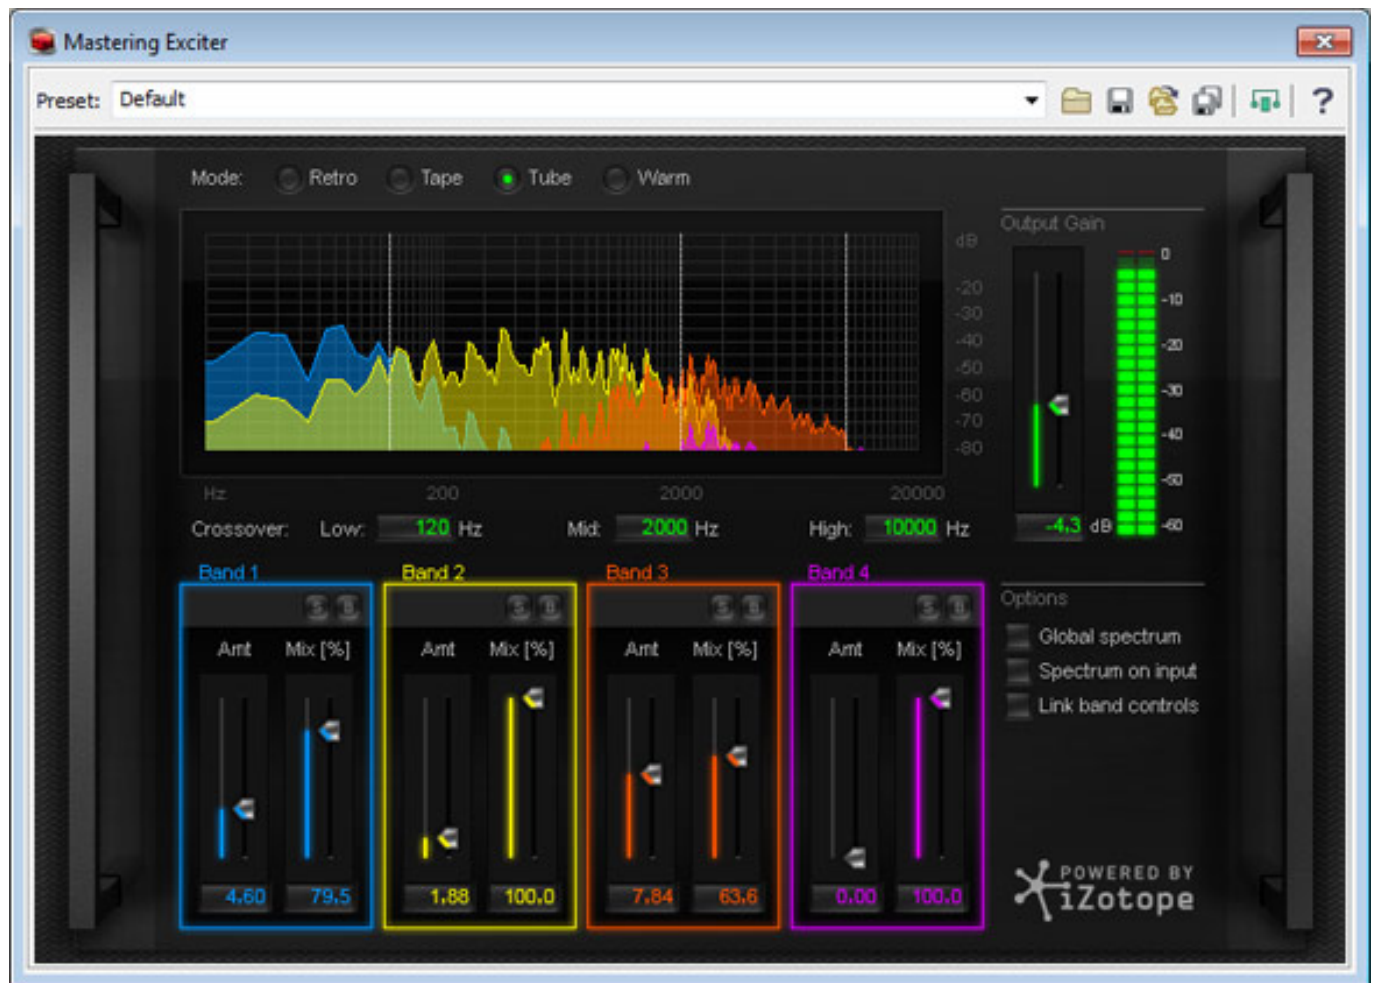 Mastering Exciter
Preset: Default
?
Mode: Retro Tape Tube Warm
Output Gain
dB
-20
-30
-40
-50
-60
-70
-80
0
-10
-20
-30
-40
-50
-60
Hz 200 2000 20000
Crossover: Low: 120 Hz Mid: 2000 Hz High: 10000 Hz
-4,3 dB
Band 1 Band 2 Band 3 Band 4
S B S B S B S B
Amt Mix [%] Amt Mix [%] Amt Mix [%] Amt Mix [%]
4,60 79,5 1,88 100,0 7,84 63,6 0,00 100,0
Options
Global spectrum
Spectrum on input
Link band controls
POWERED BY
iZotope